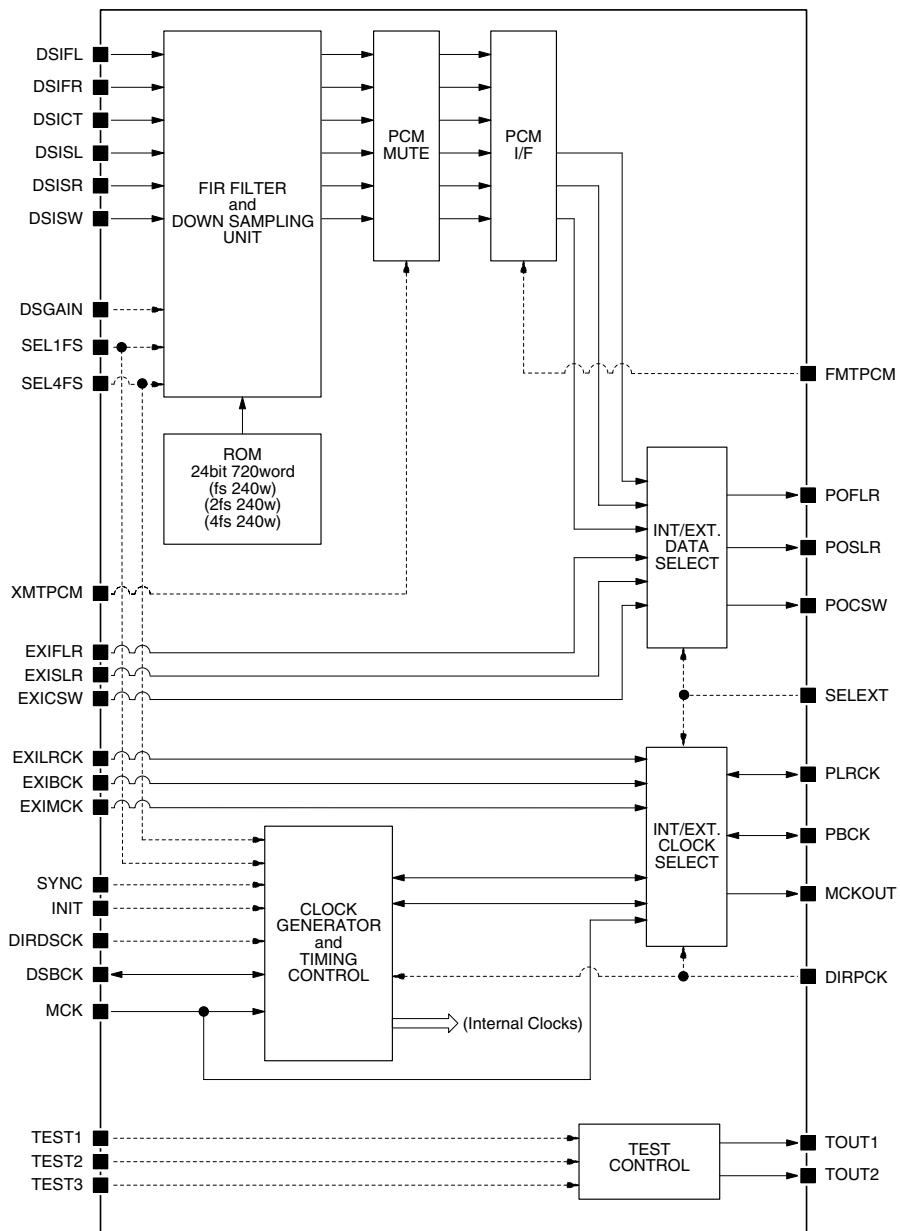 DSIFL
DSIFR
DSICT
DSISL
DSISR
DSISW
DSGAIN
SEL1FS
SEL4FS
FIR FILTER
and
DOWN SAMPLING
UNIT
PCM
MUTE
PCM
I/F
ROM
24bit 720word
(fs 240w)
(2fs 240w)
(4fs 240w)
FMTPCM
XMTPCM
EXIFLR
EXISLR
EXICSW
INT/EXT.
DATA
SELECT
POFLR
POSLR
POCSW
SELEXT
EXILRCK
EXIBCK
EXIMCK
INT/EXT.
CLOCK
SELECT
PLRCK
PBCK
MCKOUT
DIRPCK
SYNC
INIT
DIRDSCK
DSBCK
MCK
CLOCK
GENERATOR
and
TIMING
CONTROL
(Internal Clocks)
TEST1
TEST2
TEST3
TEST
CONTROL
TOUT1
TOUT2